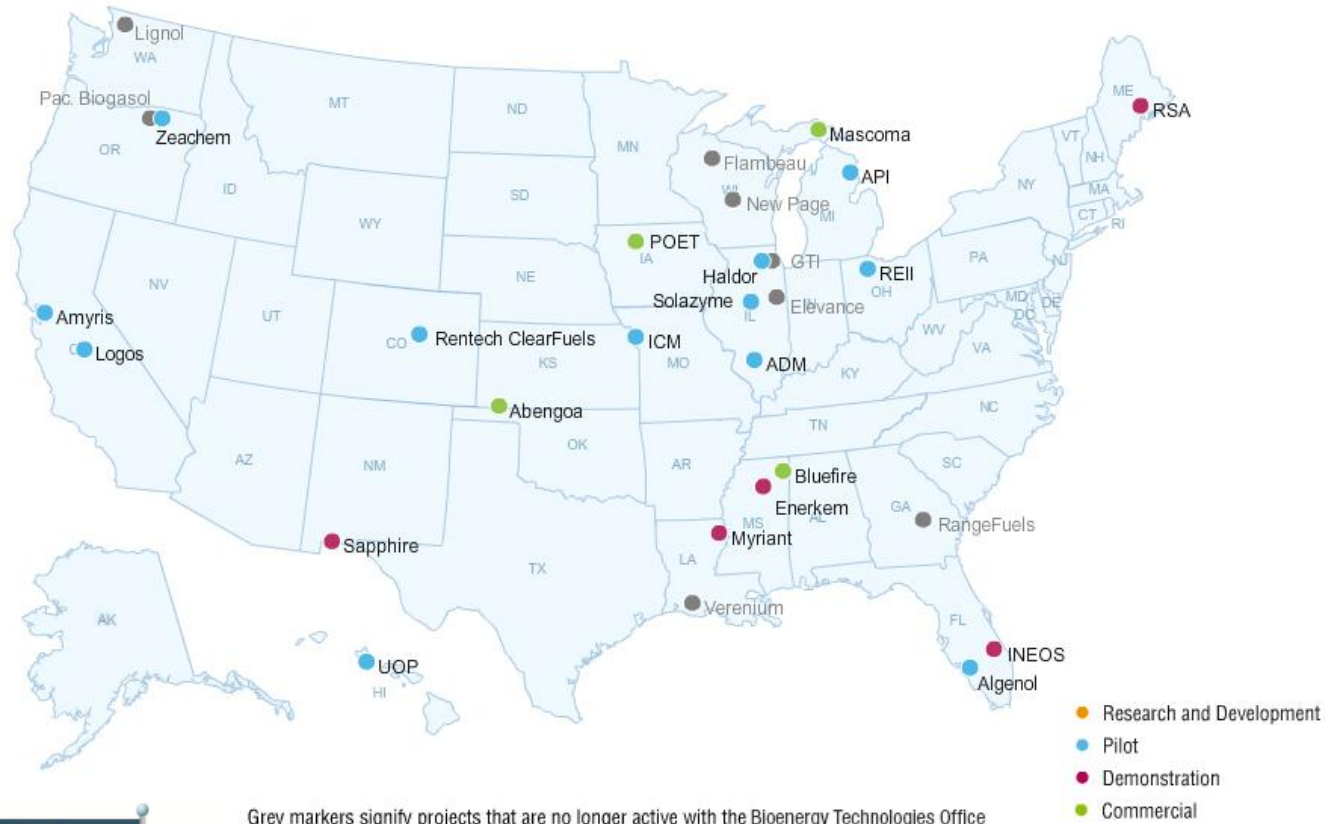 Lignol
WA
Pac. Biogasol
Zeachem
OR
MT
ND
MN
ID
SD
WY
Mascoma
Flambeau
WI
New Page
API
MI
ME
RSA
VT
NH
NY
MA
CT
RI
POET
IA
NE
NV
UT
CO
Rentech ClearFuels
Amyris
Logos
KS
ICM
MO
Haldor
GTI
Solazyme
IL
Elevance
ADM
REII
OH
PA
NJ
MD
DE
DC
WV
VA
KY
Abengoa
OK
AZ
NM
AR
TN
NC
SC
Bluefire
Enerkem
MS
AL
GA
RangeFuels
Myriant
LA
Sapphire
TX
Verenium
FL
INEOS
Algenol
AK
UOP
HI
Research and Development
Pilot
Demonstration
Commercial
Grey markers signify projects that are no longer active with the Bioenergy Technologies Office